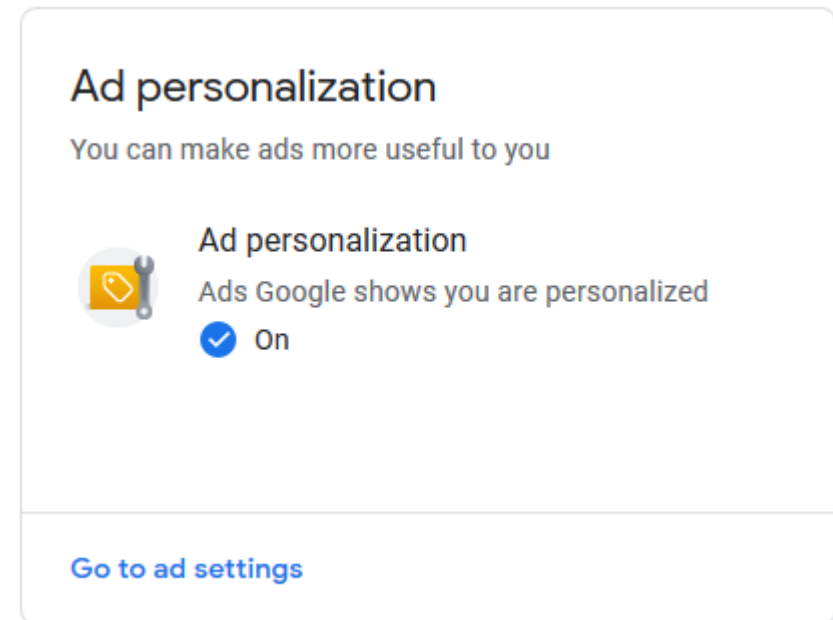 Ad personalization
You can make ads more useful to you
Ad personalization
Ads Google shows you are personalized
On
Go to ad settings